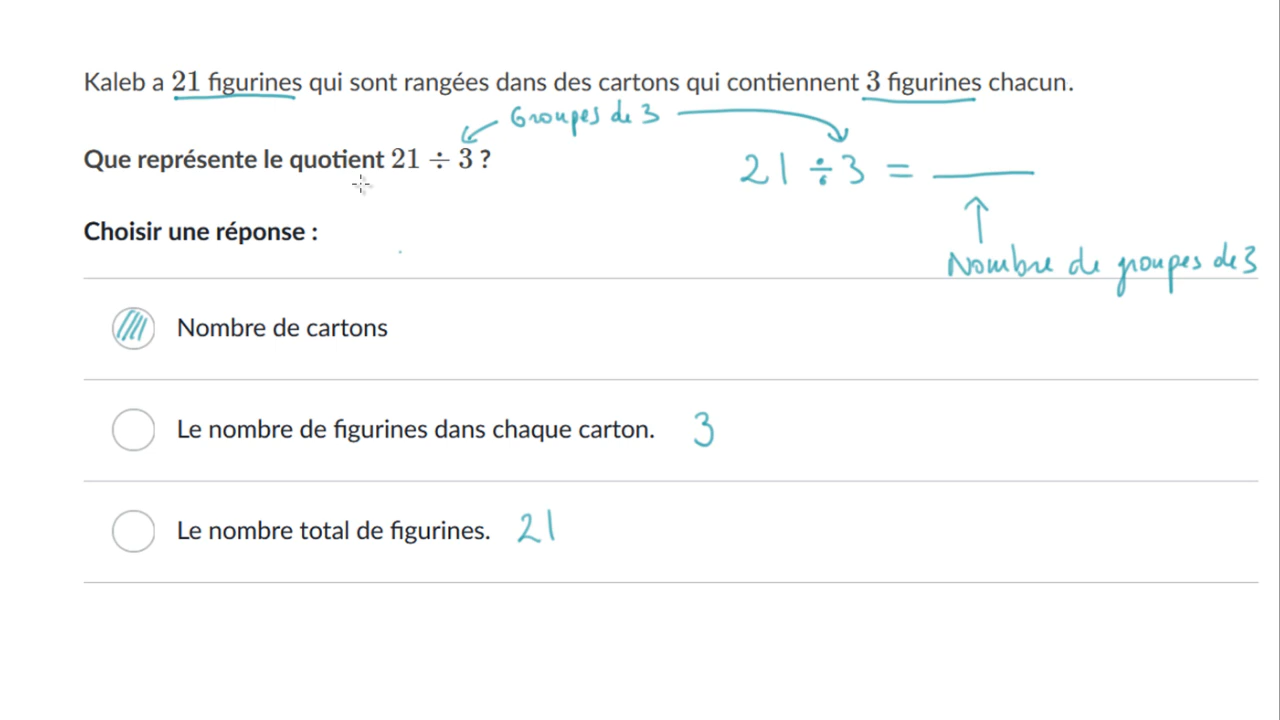 Kaleb a 21 figurines qui sont rangées dans des cartons qui contiennent 3 figurines chacun.
Groupes de 3
Que représente le quotient 21 ÷ 3 ?
21 ÷ 3 = ____
Choisir une réponse :
Nombre de groupes de 3
Nombre de cartons
Le nombre de figurines dans chaque carton. 3
Le nombre total de figurines. 21